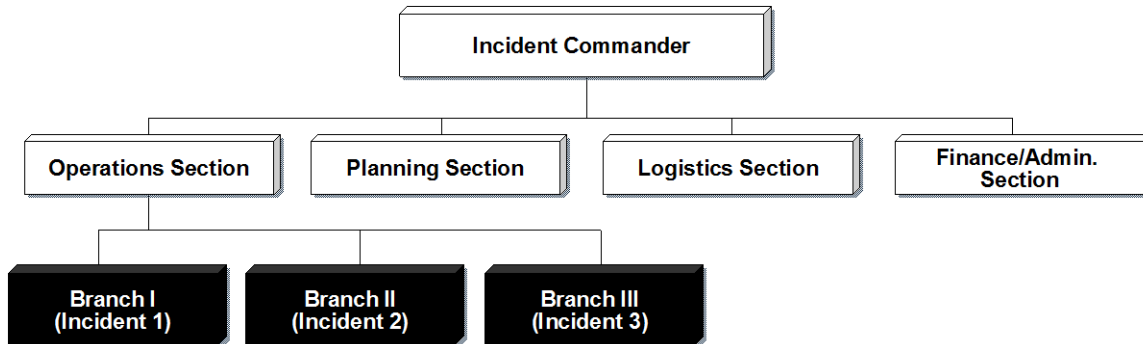 Incident Commander
Operations Section
Planning Section
Logistics Section
Finance/Admin.
Section
Branch I
(Incident 1)
Branch II
(Incident 2)
Branch III
(Incident 3)